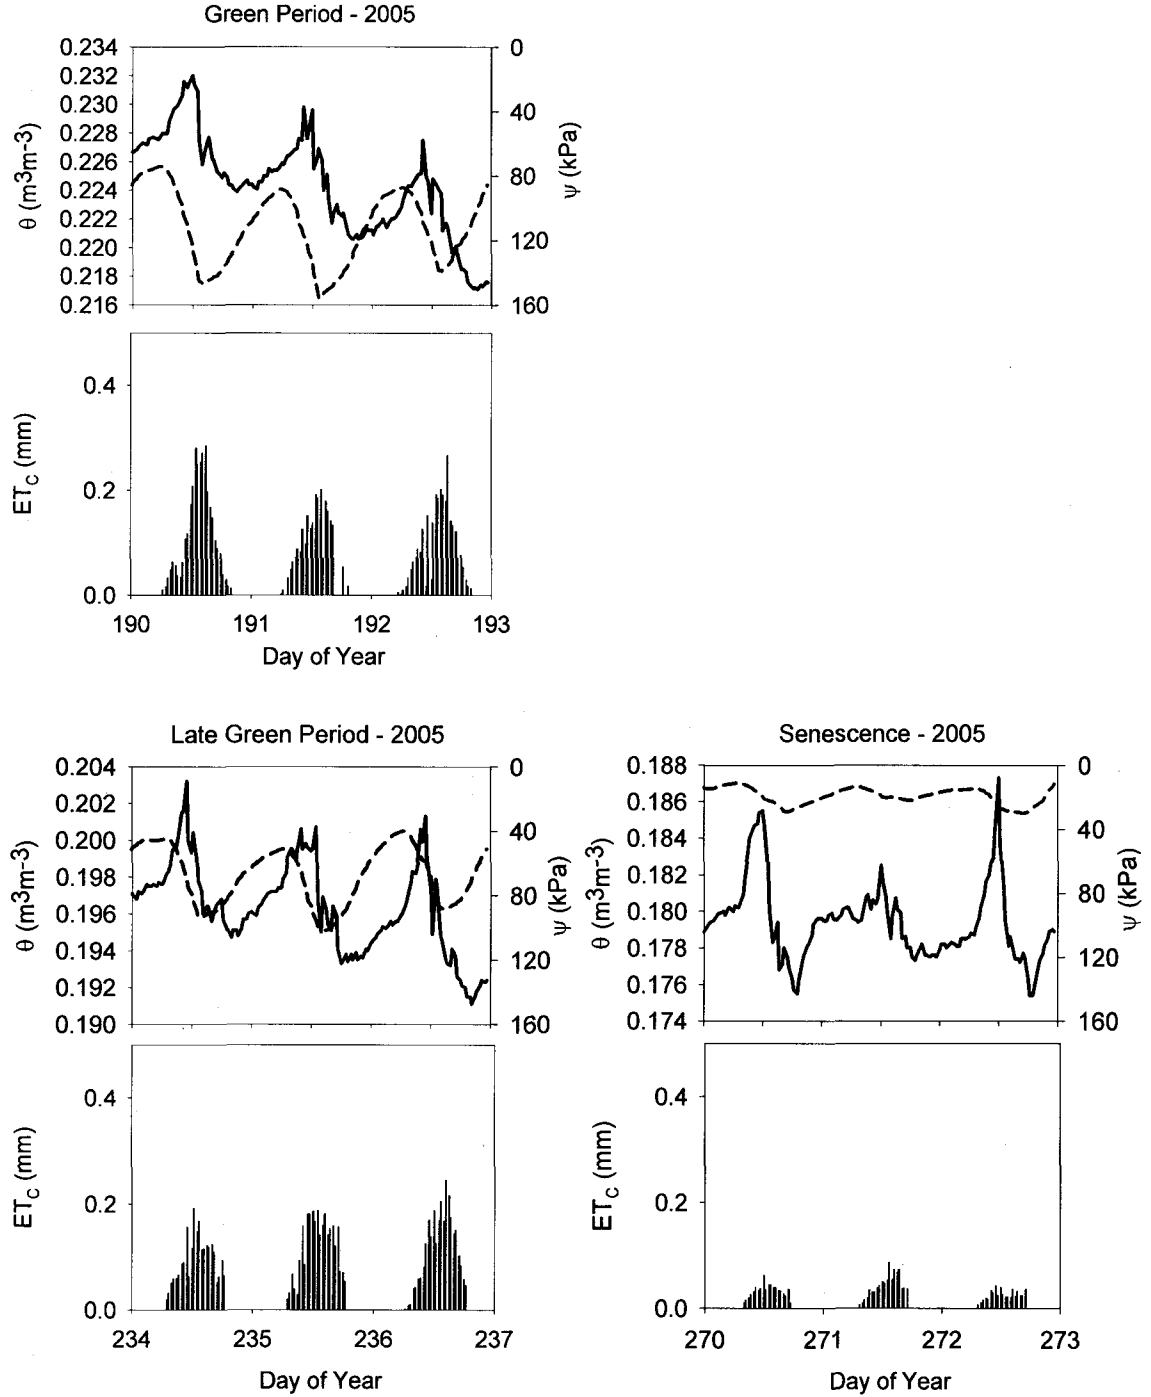 Green Period - 2005
0.234
0.232
0.230
0.228
0.226
0.224
0.222
0.220
0.218
0.216
θ (m3m-3)
0
40
80
120
160
ψ (kPa)
0.4
0.2
0.0
ETC (mm)
190 191 192 193
Day of Year
Late Green Period - 2005
0.204
0.202
0.200
0.198
0.196
0.194
0.192
0.190
θ (m3m-3)
0
40
80
120
160
ψ (kPa)
0.4
0.2
0.0
ETC (mm)
234 235 236 237
Day of Year
Senescence - 2005
0.188
0.186
0.184
0.182
0.180
0.178
0.176
0.174
θ (m3m-3)
0
40
80
120
160
ψ (kPa)
0.4
0.2
0.0
ETC (mm)
270 271 272 273
Day of Year